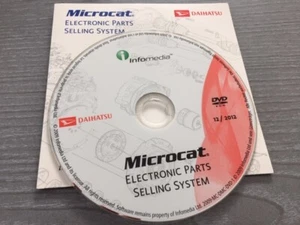 Microcat. DAIHATSU
ELECTRONIC PARTS
SELLING SYSTEM
infomedia
DAIHATSU
DVD
12/2012
Microcat.
ELECTRONIC PARTS
SELLING SYSTEM